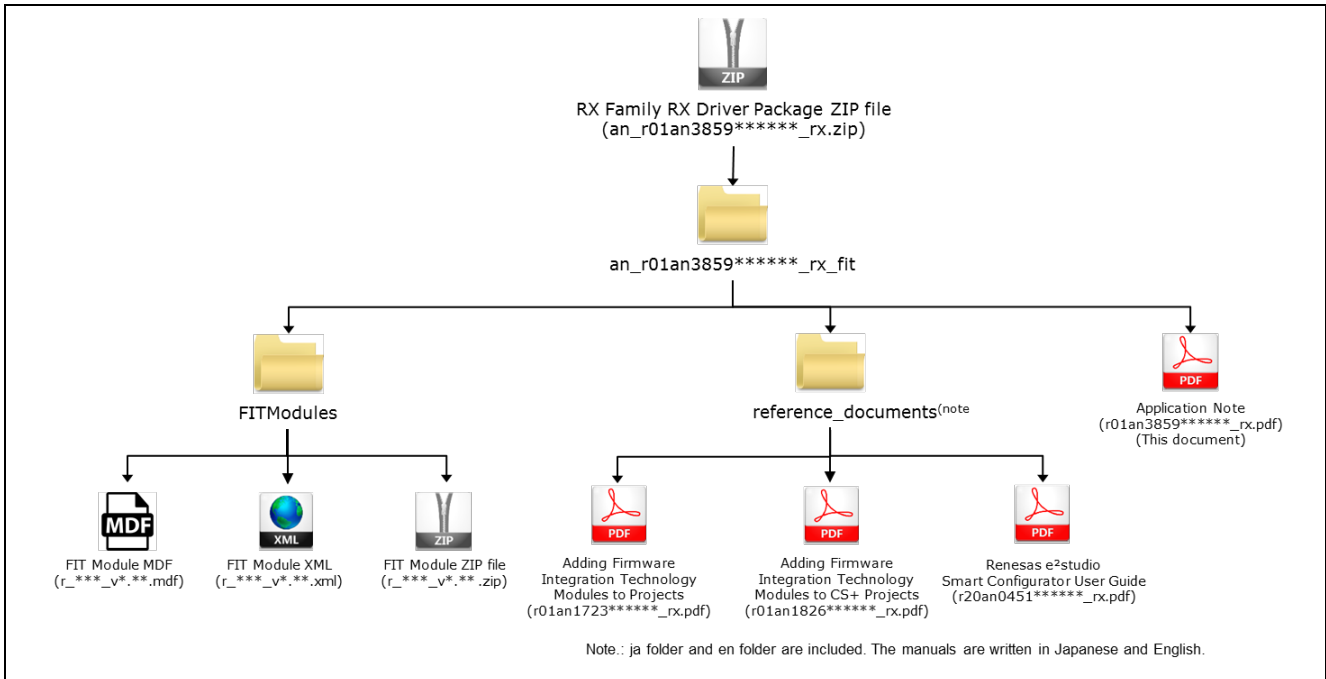 ZIP
RX Family RX Driver Package ZIP file
(an_r01an3859******_rx.zip)
an_r01an3859******_rx_fit
FITModules
reference_documents(note
PDF
Application Note
(r01an3859******_rx.pdf)
(This document)
MDF
FIT Module MDF
(r_***_v*.**.mdf)
XML
FIT Module XML
(r_***_v*.**.xml)
ZIP
FIT Module ZIP file
(r_***_v*.** .zip)
PDF
Adding Firmware
Integration Technology
Modules to Projects
(r01an1723******_rx.pdf)
PDF
Adding Firmware
Integration Technology
Modules to CS+ Projects
(r01an1826******_rx.pdf)
PDF
Renesas e²studio
Smart Configurator User Guide
(r20an0451******_rx.pdf)
Note.: ja folder and en folder are included. The manuals are written in Japanese and English.